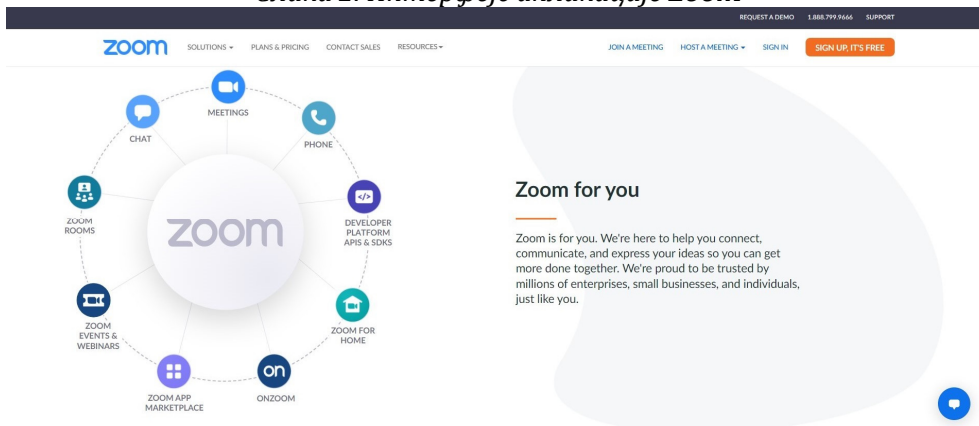 REQUEST A DEMO 1.888.799.9666 SUPPORT
zoom SOLUTIONS PLANS & PRICING CONTACT SALES RESOURCES JOIN A MEETING HOST A MEETING SIGN IN SIGN UP, IT'S FREE
MEETINGS
CHAT
PHONE
ZOOM
ROOMS
zoom
DEVELOPER
PLATFORM
APIS & SDKS
ZOOM
EVENTS &
WEBINARS
ZOOM FOR
HOME
ZOOM APP
MARKETPLACE
on
ONZOOM
Zoom for you
Zoom is for you. We're here to help you connect,
communicate, and express your ideas so you can get
more done together. We're proud to be trusted by
millions of enterprises, small businesses, and individuals,
just like you.